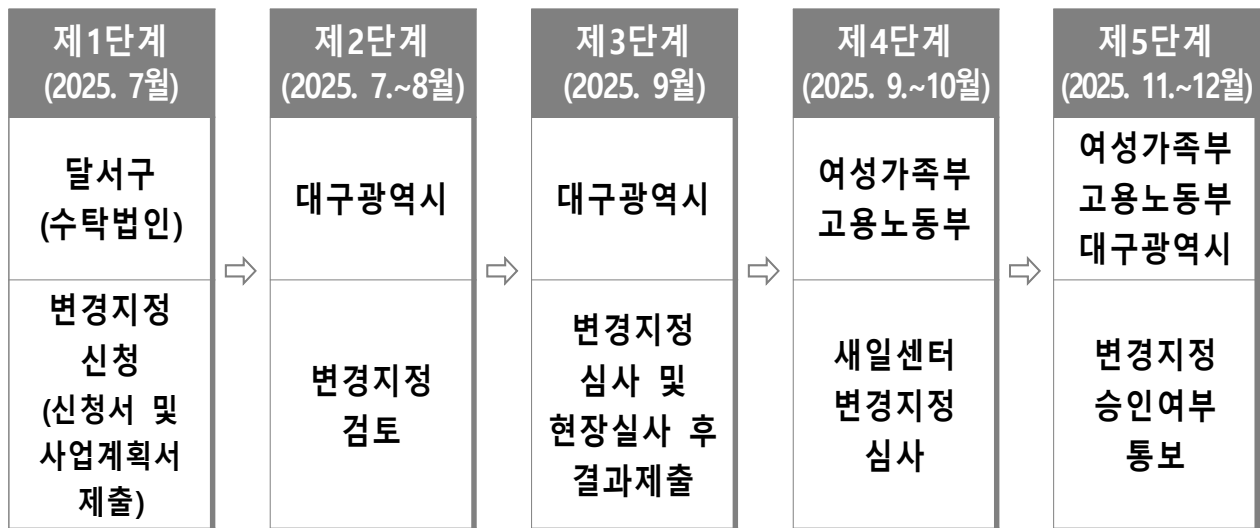 제1단계
(2025. 7월)
달서구
(수탁법인)
변경지정
신청
(신청서 및
사업계획서
제출)
⇨
제2단계
(2025. 7.~8월)
대구광역시
변경지정
검토
⇨
제3단계
(2025. 9월)
대구광역시
변경지정
심사 및
현장실사 후
결과제출
⇨
제4단계
(2025. 9.~10월)
여성가족부
고용노동부
새일센터
변경지정
심사
⇨
제5단계
(2025. 11.~12월)
여성가족부
고용노동부
대구광역시
변경지정
승인여부
통보